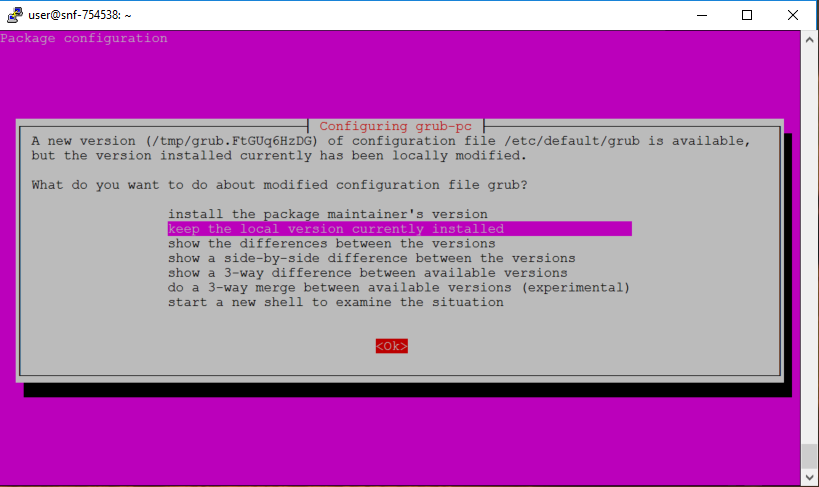 user@snf-754538: ~
Package configuration
Configuring grub-pc
A new version (/tmp/grub.FtGUq6HzDG) of configuration file /etc/default/grub is available,
but the version installed currently has been locally modified.
What do you want to do about modified configuration file grub?
install the package maintainer's version
keep the local version currently installed
show the differences between the versions
show a side-by-side difference between the versions
show a 3-way difference between available versions
do a 3-way merge between available versions (experimental)
start a new shell to examine the situation
<Ok>